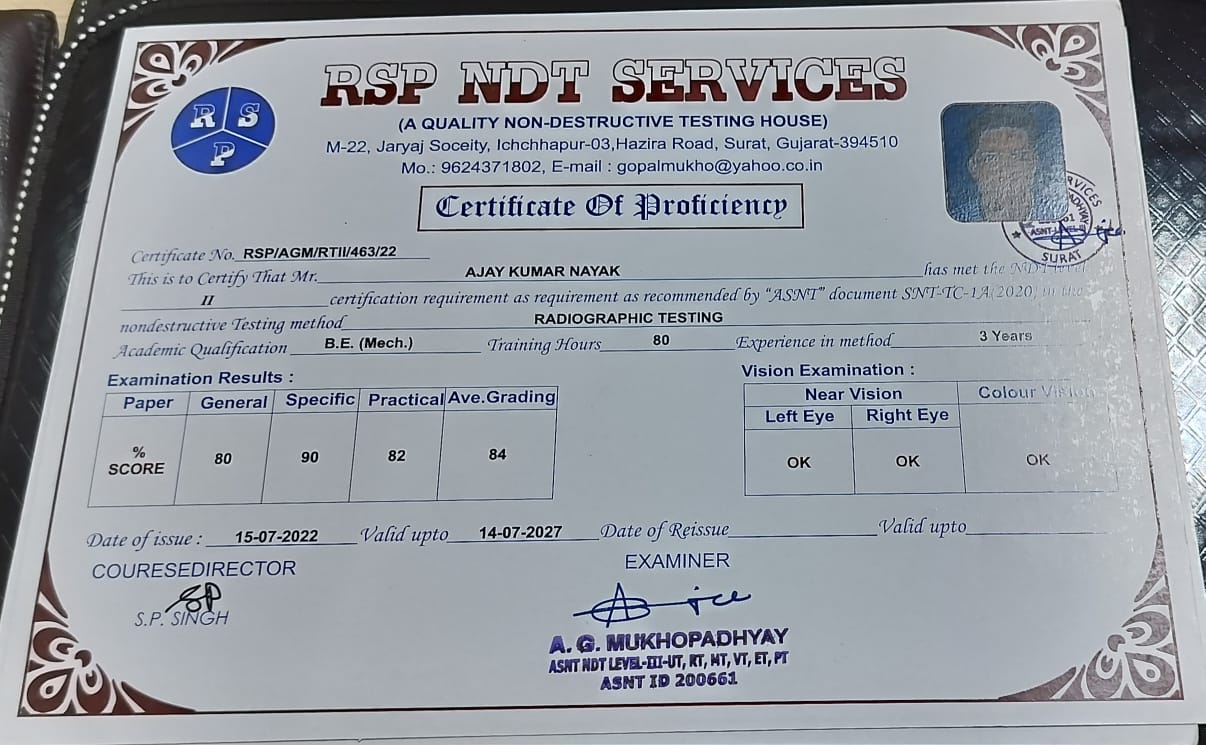 RSP NDT SERVICES
R S P
(A QUALITY NON-DESTRUCTIVE TESTING HOUSE)
M-22, Jaryaj Soceity, Ichchhapur-03,Hazira Road, Surat, Gujarat-394510
Mo.: 9624371802, E-mail : gopalmukho@yahoo.co.in
Certificate Of Proficiency
ASNT-LEVEL-III
SURAT
Certificate No. RSP/AGM/RTII/463/22
This is to Certify That Mr. AJAY KUMAR NAYAK has met the NDT level
II certification requirement as requirement as recommended by “ASNT” document SNT-TC-1A(2020) in the
nondestructive Testing method RADIOGRAPHIC TESTING
Academic Qualification B.E. (Mech.) Training Hours 80 Experience in method 3 Years
Examination Results : Vision Examination :
Paper General Specific Practical Ave.Grading Near Vision Colour Vision
Left Eye Right Eye
% SCORE 80 90 82 84 OK OK OK
Date of issue : 15-07-2022 Valid upto 14-07-2027 Date of Reissue Valid upto
COURESEDIRECTOR EXAMINER
S.P. SINGH
A. G. MUKHOPADHYAY
ASNT NDT LEVEL-III-UT, RT, MT, VT, ET, PT
ASNT ID 200661